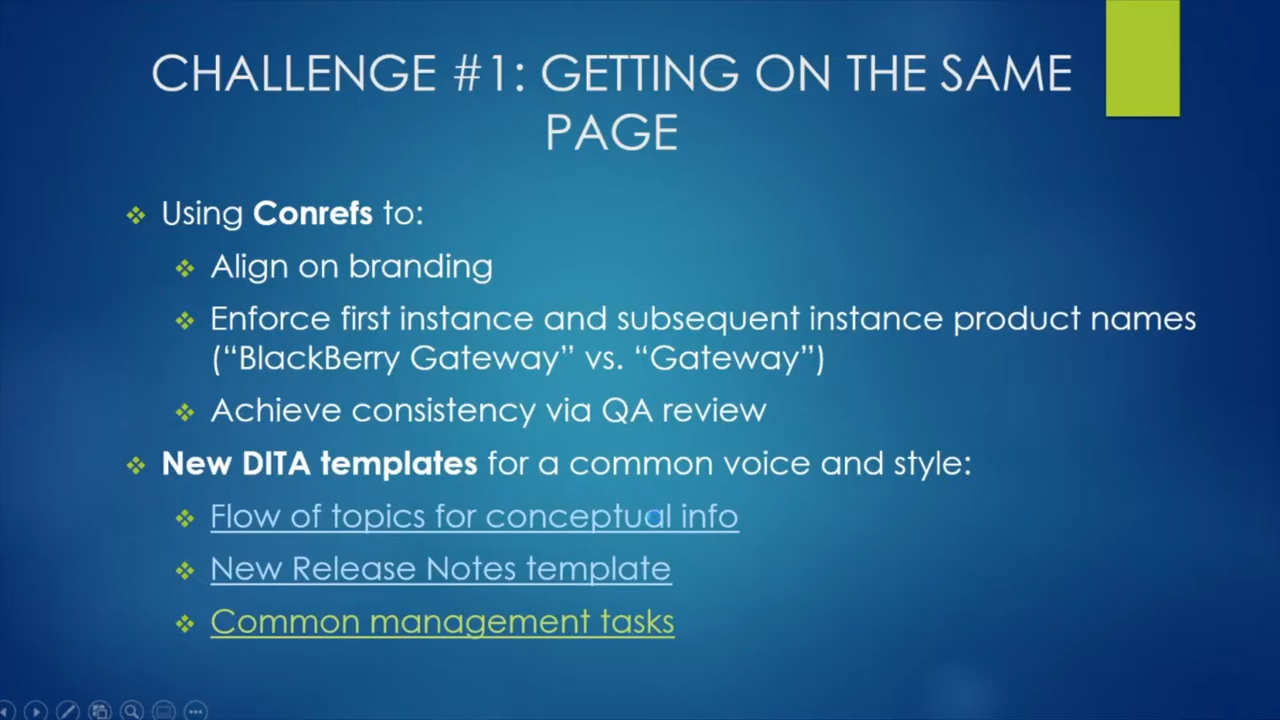 CHALLENGE #1: GETTING ON THE SAME
PAGE
Using Conrefs to:
Align on branding
Enforce first instance and subsequent instance product names
(“BlackBerry Gateway” vs. “Gateway”)
Achieve consistency via QA review
New DITA templates for a common voice and style:
Flow of topics for conceptual info
New Release Notes template
Common management tasks